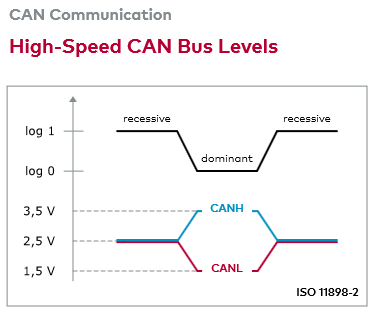 CAN Communication
High-Speed CAN Bus Levels
recessive
recessive
log 1
dominant
log 0
3,5 V
CANH
2,5 V
1,5 V
CANL
ISO 11898-2